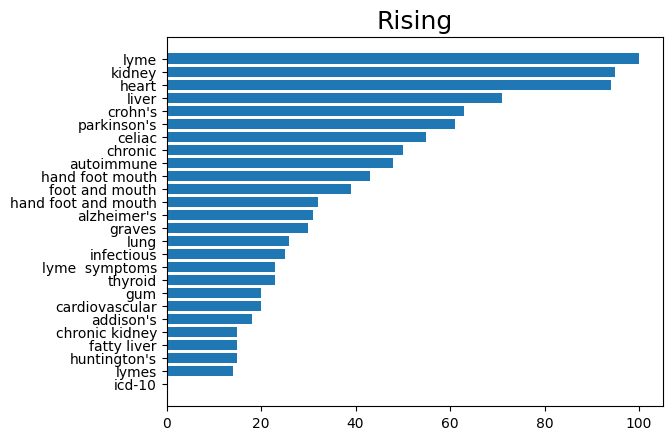 Rising
lyme
kidney
heart
liver
crohn's
parkinson's
celiac
chronic
autoimmune
hand foot mouth
foot and mouth
hand foot and mouth
alzheimer's
graves
lung
infectious
lyme  symptoms
thyroid
gum
cardiovascular
addison's
chronic kidney
fatty liver
huntington's
lymes
icd-10
0 20 40 60 80 100